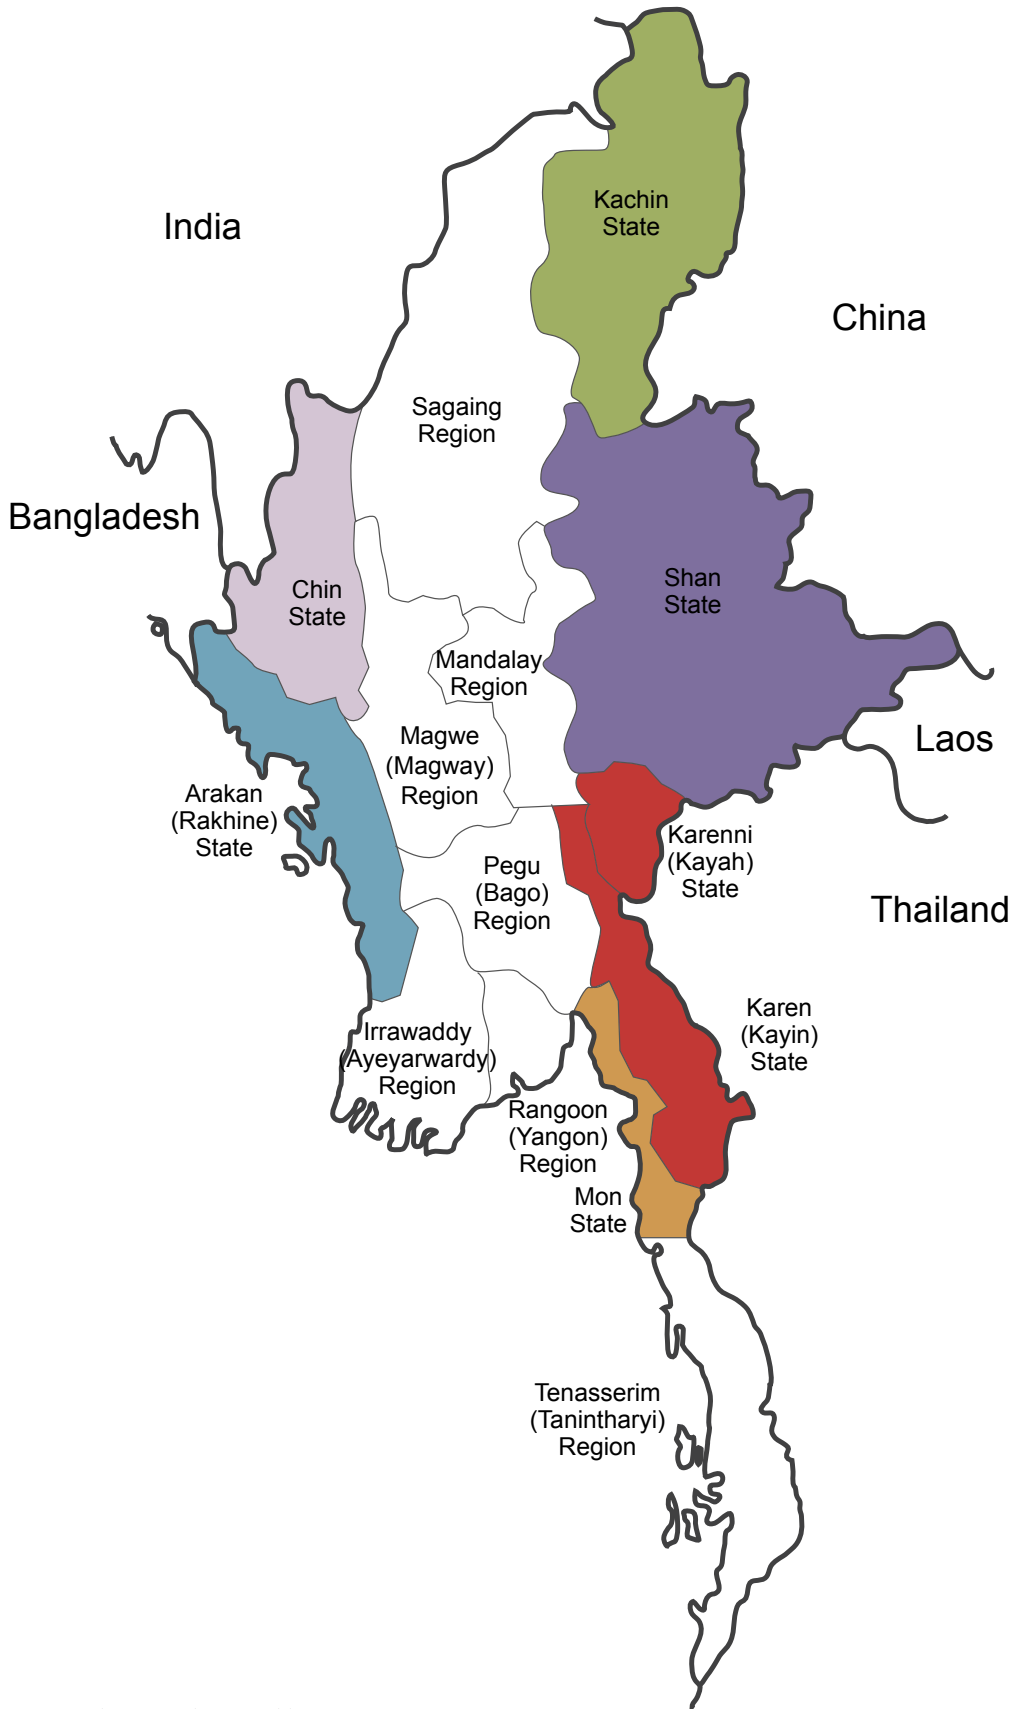 Kachin
State
India
China
Sagaing
Region
Bangladesh
Shan
State
Chin
State
Mandalay
Region
Magwe
(Magway)
Region
Laos
Arakan
(Rakhine)
State
Karenni
(Kayah)
State
Pegu
(Bago)
Region
Thailand
Karen
(Kayin)
State
Irrawaddy
(Ayeyarwardy)
Region
Rangoon
(Yangon)
Region
Mon
State
Tenasserim
(Tanintharyi)
Region